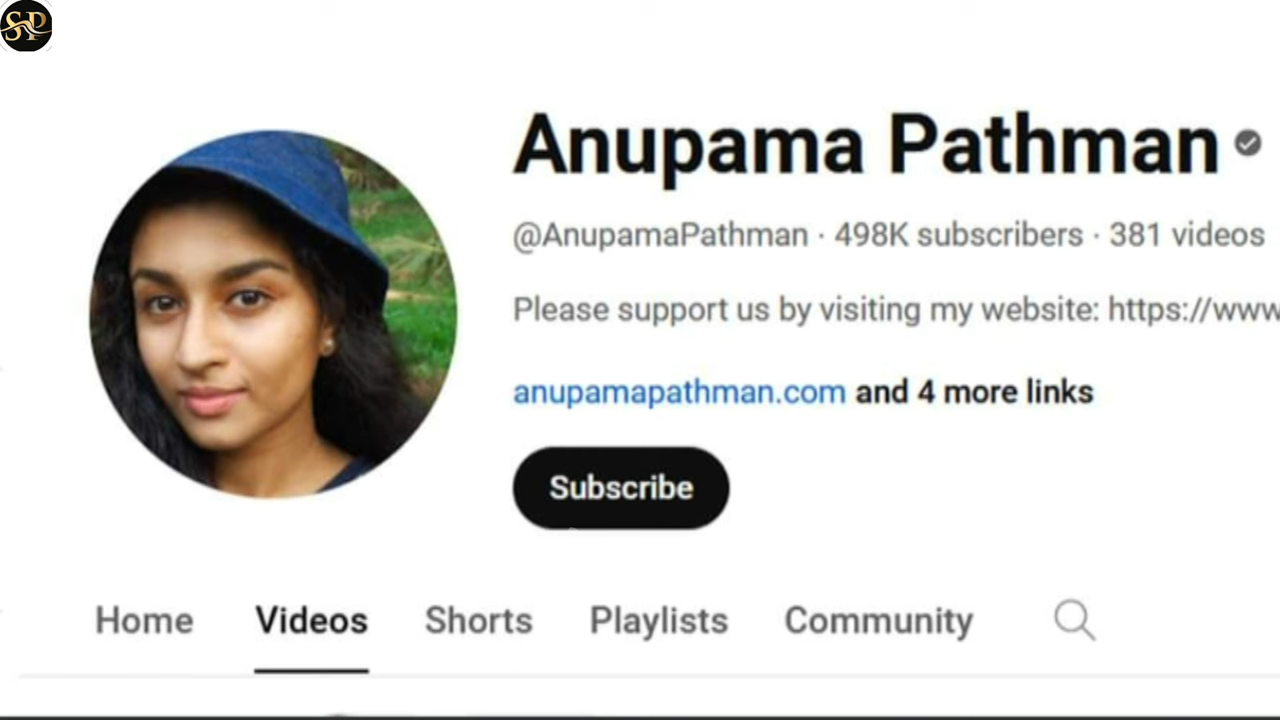 SP
Anupama Pathman
@AnupamaPathman · 498K subscribers · 381 videos
Please support us by visiting my website: https://www
anupamapathman.com and 4 more links
Subscribe
Home Videos Shorts Playlists Community